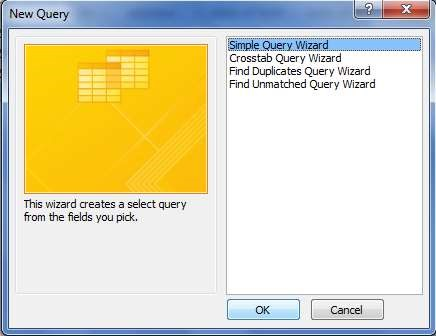 New Query
Simple Query Wizard
Crosstab Query Wizard
Find Duplicates Query Wizard
Find Unmatched Query Wizard
This wizard creates a select query
from the fields you pick.
OK
Cancel